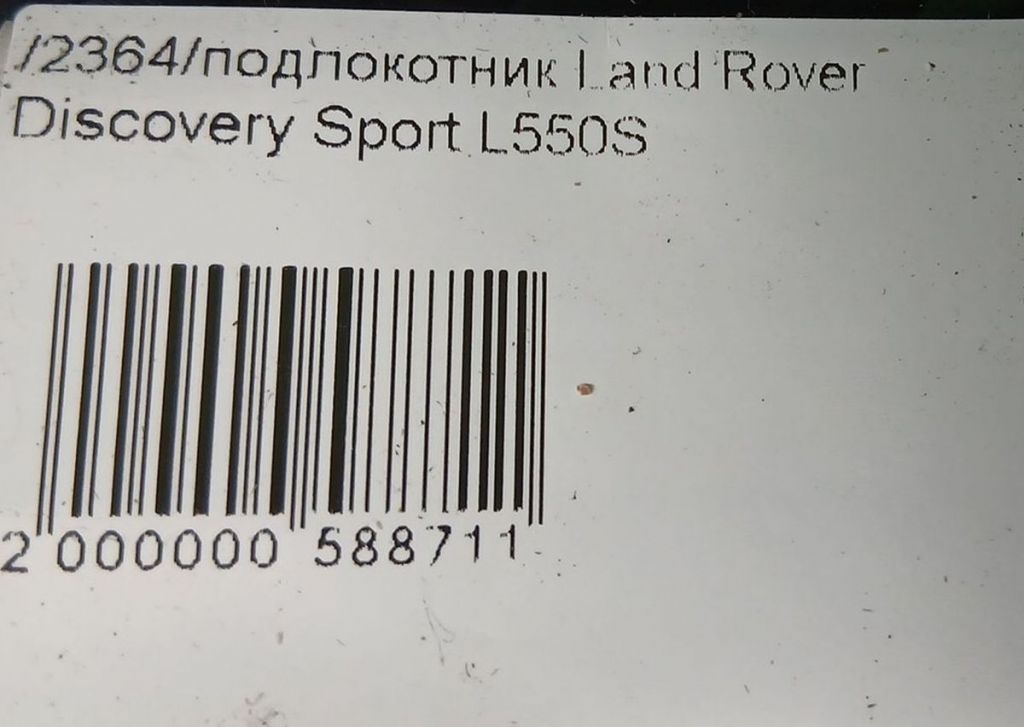 /2364/подлокотник Land Rover
Discovery Sport L550S
2 000000 588711